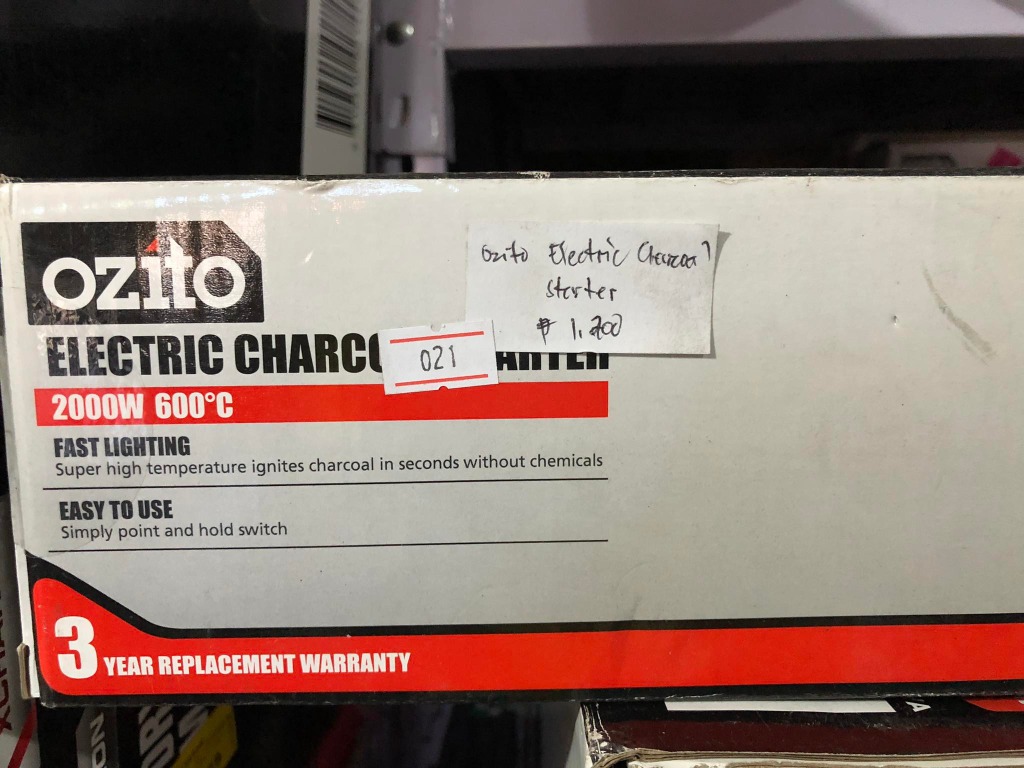 ozito
Ozito Electric Charcoal
Starter
₱ 1,200
ELECTRIC CHARCO ARTER
021
2000W 600°C
FAST LIGHTING
Super high temperature ignites charcoal in seconds without chemicals
EASY TO USE
Simply point and hold switch
3 YEAR REPLACEMENT WARRANTY